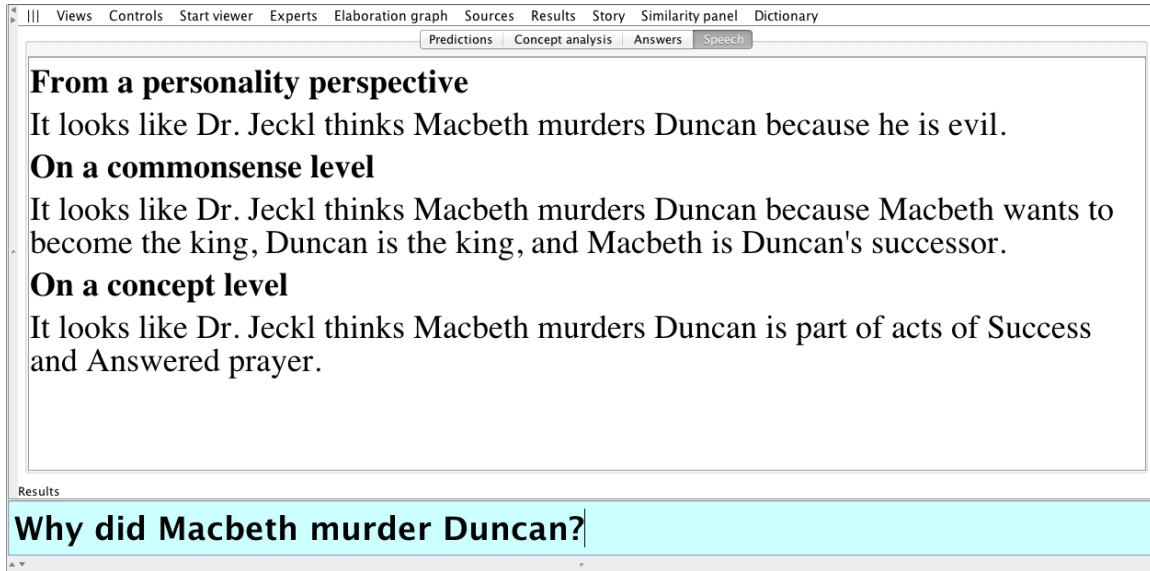 ||| Views Controls Start viewer Experts Elaboration graph Sources Results Story Similarity panel Dictionary
Predictions Concept analysis Answers Speech
From a personality perspective
It looks like Dr. Jeckl thinks Macbeth murders Duncan because he is evil.
On a commonsense level
It looks like Dr. Jeckl thinks Macbeth murders Duncan because Macbeth wants to
become the king, Duncan is the king, and Macbeth is Duncan's successor.
On a concept level
It looks like Dr. Jeckl thinks Macbeth murders Duncan is part of acts of Success
and Answered prayer.
Results
Why did Macbeth murder Duncan?